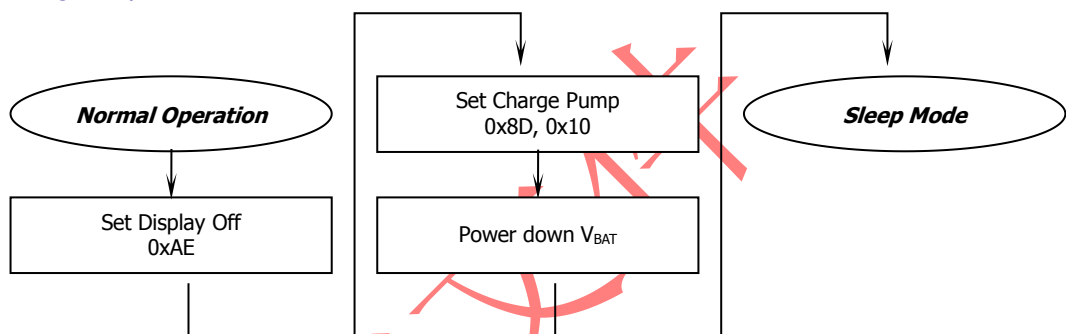 Normal Operation
Set Display Off
0xAE
Set Charge Pump
0x8D, 0x10
Power down VBAT
Sleep Mode